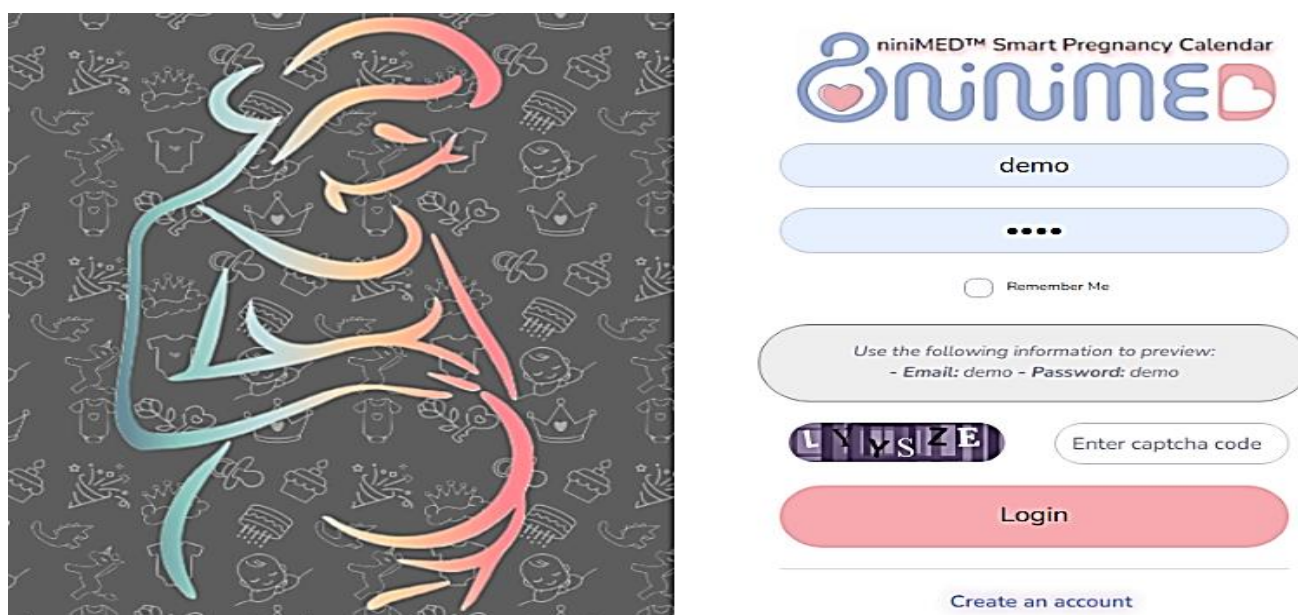 niniMED™ Smart Pregnancy Calendar
niniMED
demo
••••
Remember Me
Use the following information to preview:
- Email: demo - Password: demo
LYYSZE
Enter captcha code
Login
Create an account